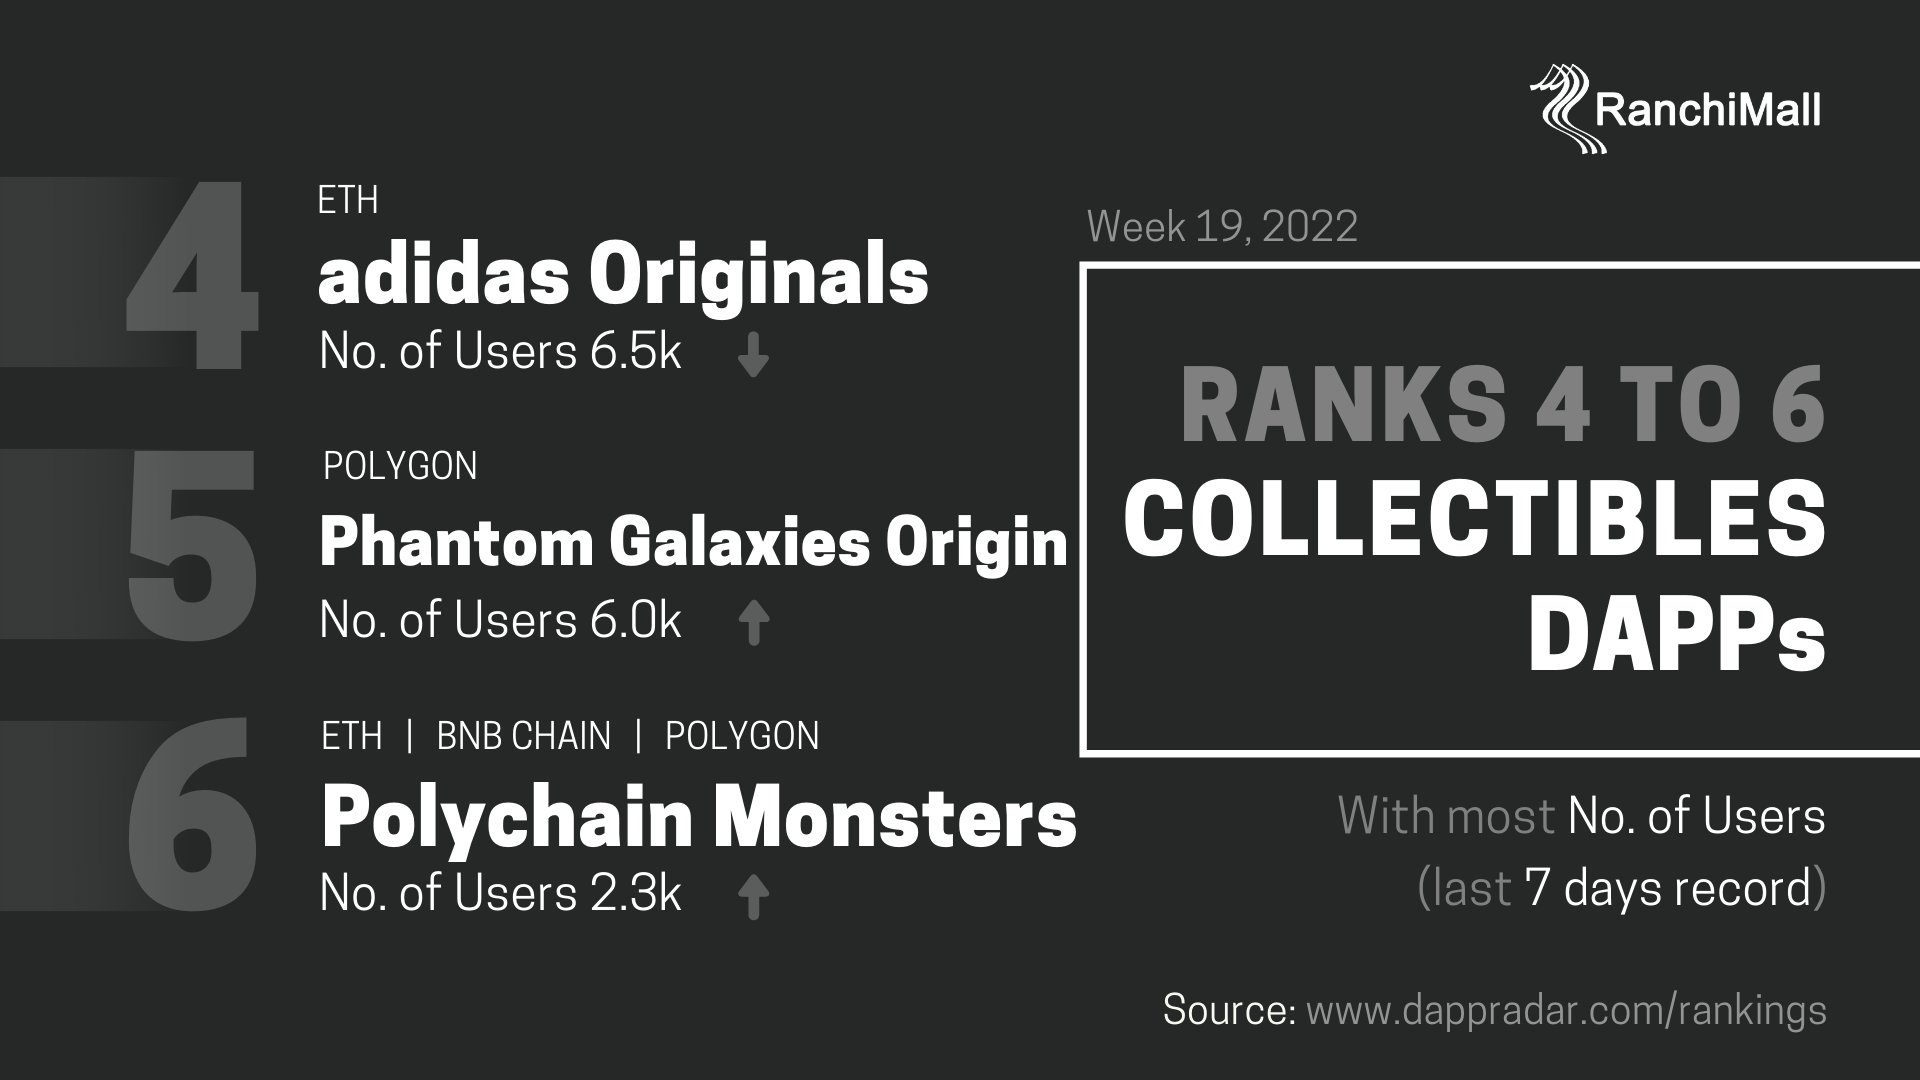 RanchiMall
4
ETH
adidas Originals
No. of Users 6.5k
5
POLYGON
Phantom Galaxies Origin
No. of Users 6.0k
6
ETH | BNB CHAIN | POLYGON
Polychain Monsters
No. of Users 2.3k
Week 19, 2022
RANKS 4 TO 6
COLLECTIBLES
DAPPs
With most No. of Users
(last 7 days record)
Source: www.dappradar.com/rankings